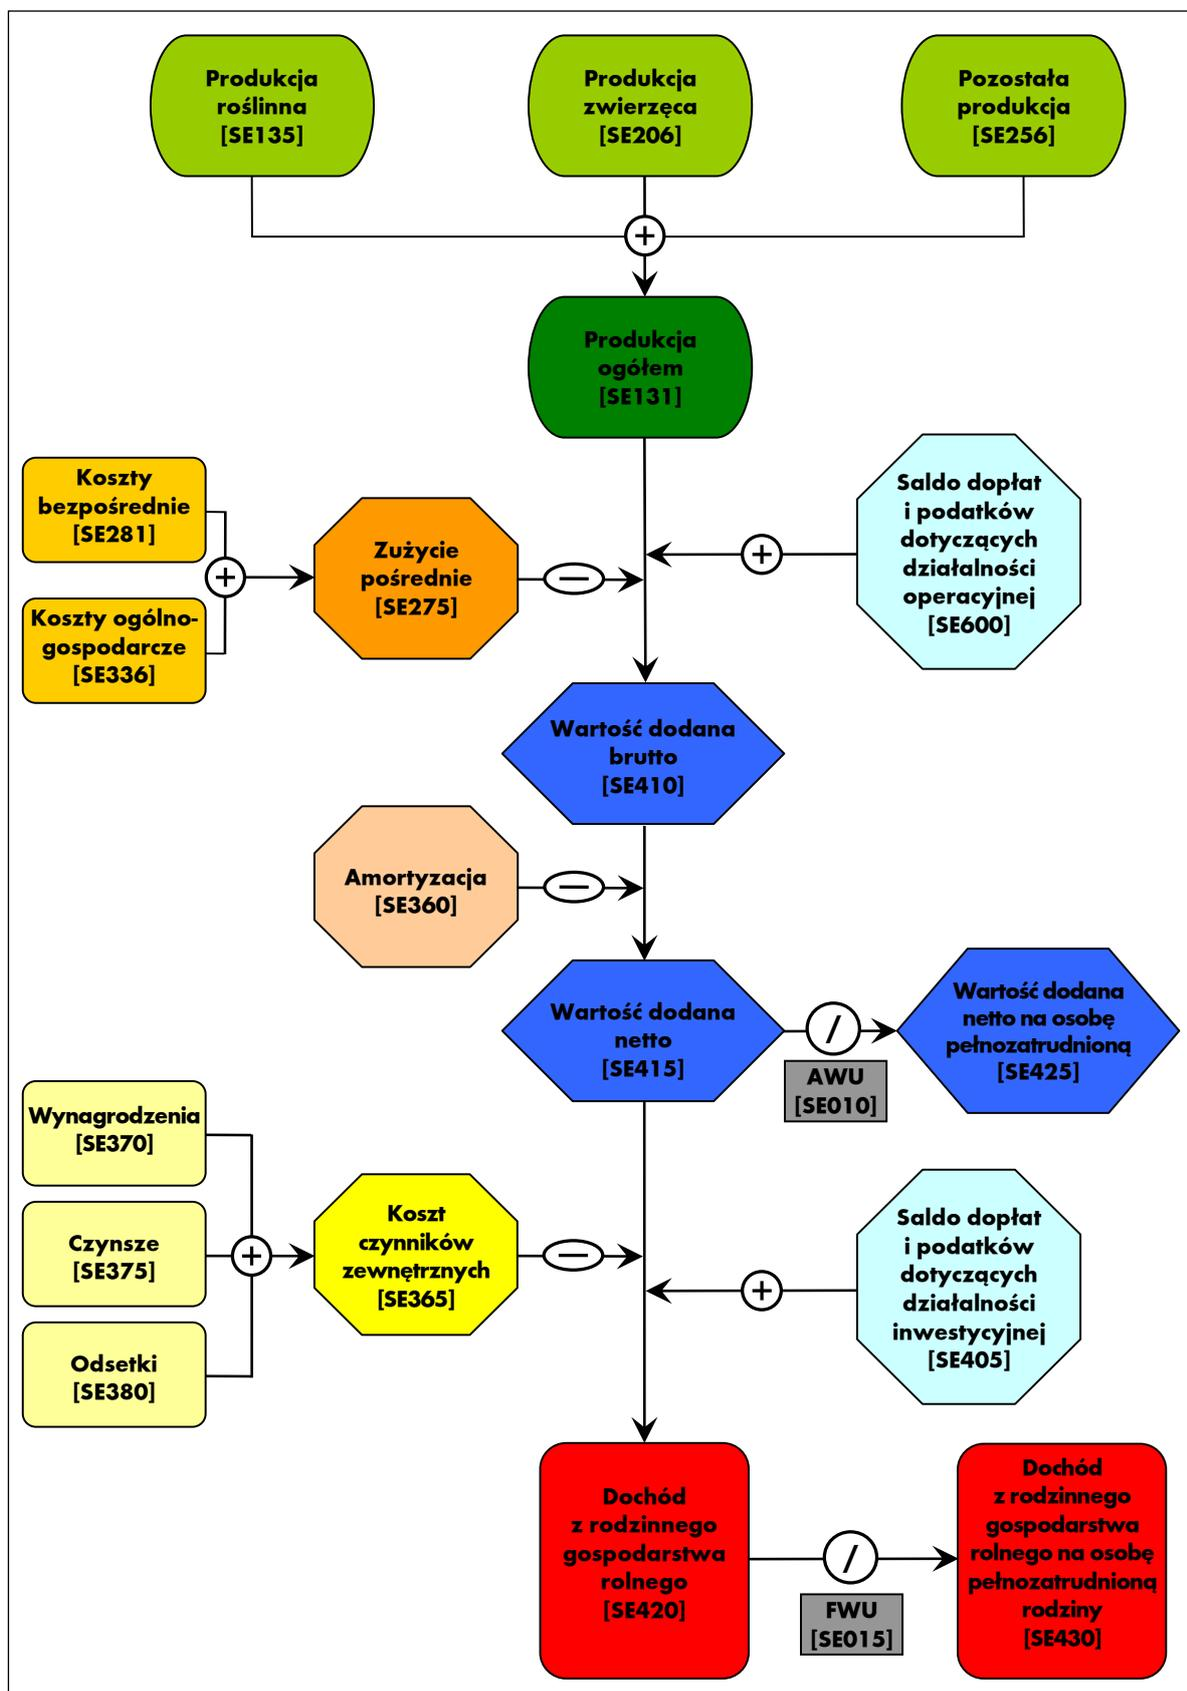 Produkcja
roślinna
[SE135]
Produkcja
zwierzęca
[SE206]
Pozostała
produkcja
[SE256]
+
Produkcja
ogółem
[SE131]
Koszty
bezpośrednie
[SE281]
+
Koszty ogólno-
gospodarcze
[SE336]
Zużycie
pośrednie
[SE275]
—
+
Saldo dopłat
i podatków
dotyczących
działalności
operacyjnej
[SE600]
Wartość dodana
brutto
[SE410]
Amortyzacja
[SE360]
—
Wartość dodana
netto
[SE415]
/
AWU
[SE010]
Wartość dodana
netto na osobę
pełnozatrudnioną
[SE425]
Wynagrodzenia
[SE370]
Czynsze
[SE375]
+
Odsetki
[SE380]
Koszt
czynników
zewnętrznych
[SE365]
—
+
Saldo dopłat
i podatków
dotyczących
działalności
inwestycyjnej
[SE405]
Dochód
z rodzinnego
gospodarstwa
rolnego
[SE420]
/
FWU
[SE015]
Dochód
z rodzinnego
gospodarstwa
rolnego na osobę
pełnozatrudnioną
rodziny
[SE430]